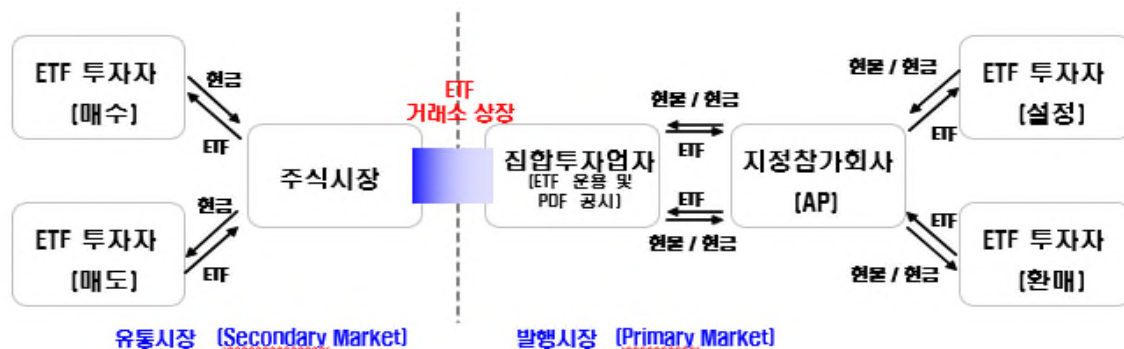 ETF 투자자
(매수)
현금
ETF
ETF 투자자
(매도)
현금
ETF
주식시장
ETF
거래소 상장
집합투자업자
(ETF 운용 및
PDF 공시)
현물 / 현금
ETF
ETF
현물 / 현금
지정참가회사
(AP)
현물 / 현금
ETF
ETF 투자자
(설정)
ETF
현물 / 현금
ETF 투자자
(환매)
유통시장 (Secondary Market)
발행시장 (Primary Market)